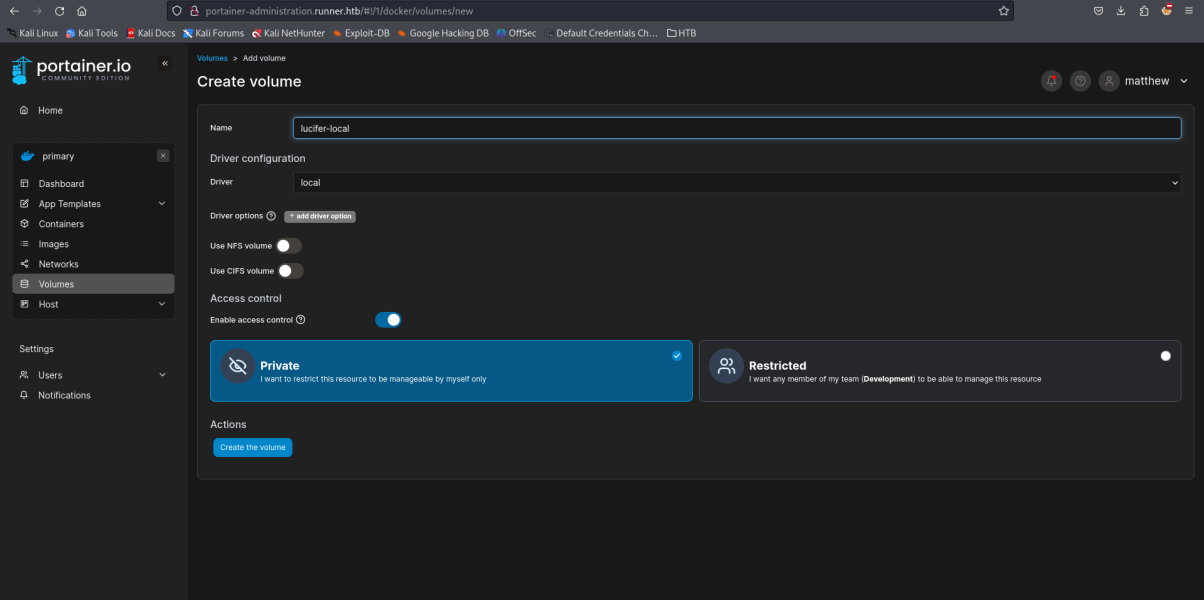 portainer-administration.runner.htb/#!/1/docker/volumes/new
Kali Linux Kali Tools Kali Docs Kali Forums Kali NetHunter Exploit-DB Google Hacking DB OffSec Default Credentials Ch... HTB
portainer.io
COMMUNITY EDITION
Home
primary
Dashboard
App Templates
Containers
Images
Networks
Volumes
Host
Settings
Users
Notifications
Volumes > Add volume
Create volume
matthew
Name lucifer-local
Driver configuration
Driver local
Driver options + add driver option
Use NFS volume
Use CIFS volume
Access control
Enable access control
Private
I want to restrict this resource to be manageable by myself only
Restricted
I want any member of my team (Development) to be able to manage this resource
Actions
Create the volume